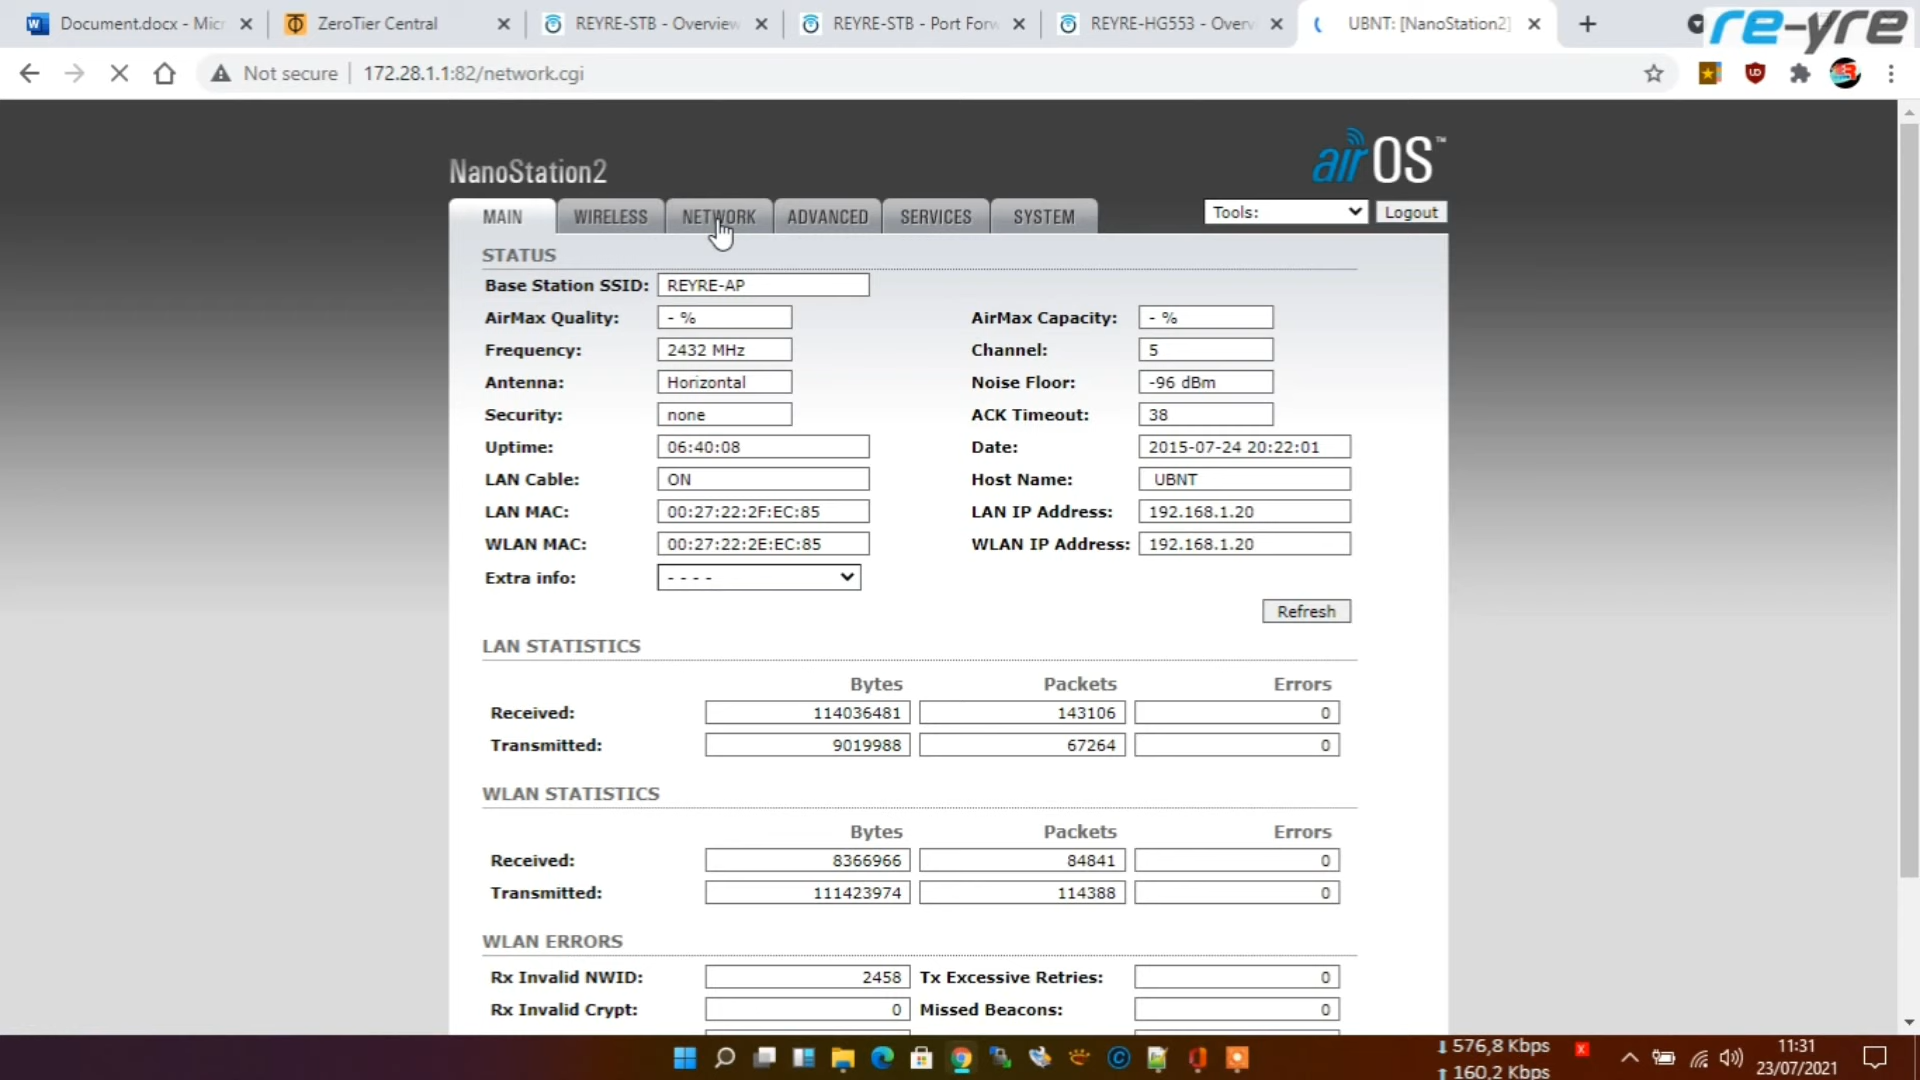 Document.docx - Micr
ZeroTier Central
REYRE-STB - Overview
REYRE-STB - Port Forw
REYRE-HG553 - Overv
UBNT: [NanoStation2]
re-yre
Not secure 172.28.1.1:82/network.cgi
NanoStation2
airOS™
MAIN WIRELESS NETWORK ADVANCED SERVICES SYSTEM Tools: Logout
STATUS
Base Station SSID: REYRE-AP
AirMax Quality: - % AirMax Capacity: - %
Frequency: 2432 MHz Channel: 5
Antenna: Horizontal Noise Floor: -96 dBm
Security: none ACK Timeout: 38
Uptime: 06:40:08 Date: 2015-07-24 20:22:01
LAN Cable: ON Host Name: UBNT
LAN MAC: 00:27:22:2F:EC:85 LAN IP Address: 192.168.1.20
WLAN MAC: 00:27:22:2E:EC:85 WLAN IP Address: 192.168.1.20
Extra info: - - - -
Refresh
LAN STATISTICS
Bytes Packets Errors
Received: 114036481 143106 0
Transmitted: 9019988 67264 0
WLAN STATISTICS
Bytes Packets Errors
Received: 8366966 84841 0
Transmitted: 111423974 114388 0
WLAN ERRORS
Rx Invalid NWID: 2458 Tx Excessive Retries: 0
Rx Invalid Crypt: 0 Missed Beacons: 0
↓ 576,8 Kbps
↑ 160,2 Kbps
11:31
23/07/2021